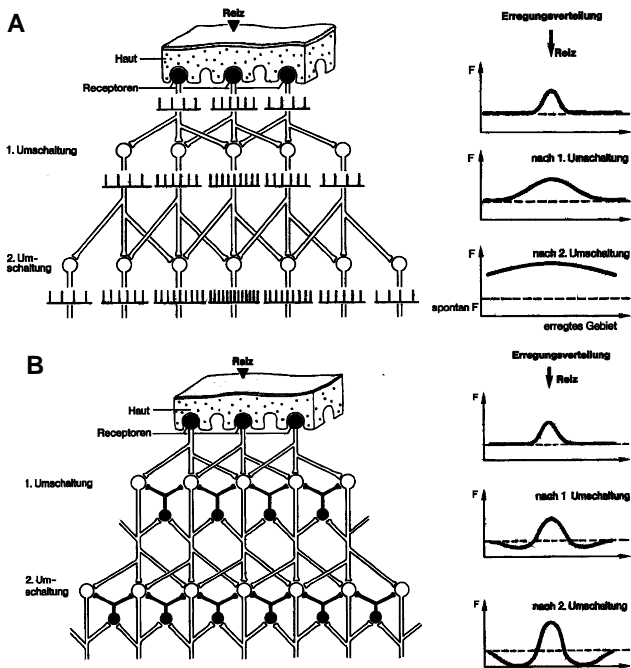 A
Reiz
Haut
Receptoren
1. Umschaltung
2. Um-
schaltung
Erregungsverteilung
Reiz
F
F
nach 1. Umschaltung
F
nach 2. Umschaltung
spontan F
erregtes Gebiet
B
Reiz
Haut
Receptoren
1. Umschaltung
2. Um-
schaltung
Erregungsverteilung
Reiz
F
F
nach 1 Umschaltung
F
nach 2. Umschaltung